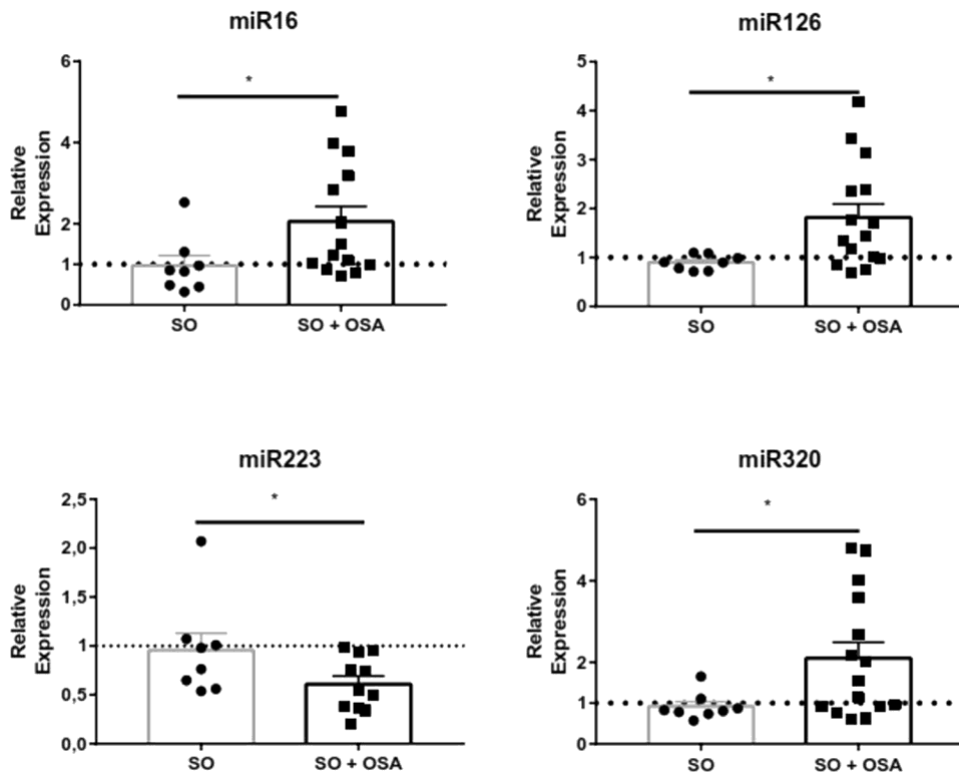 miR16
Relative
Expression
6
4
2
1
0
*
SO
SO + OSA
miR126
Relative
Expression
5
4
3
2
1
0
*
SO
SO + OSA
miR223
Relative
Expression
2,5
2,0
1,5
1
0,5
0,0
*
SO
SO + OSA
miR320
Relative
Expression
6
4
2
1
0
*
SO
SO + OSA